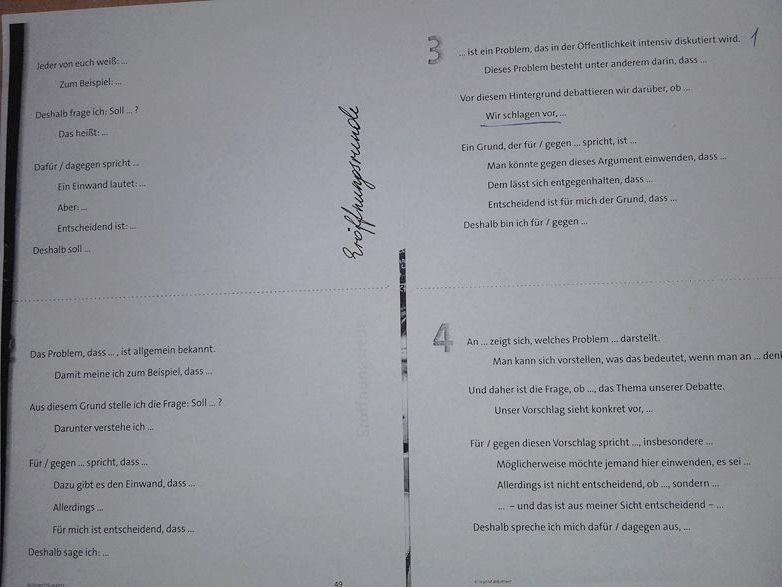 Jeder von euch weiß: ...
Zum Beispiel: ...
Deshalb frage ich: Soll ... ?
Das heißt: ...
Dafür / dagegen spricht ...
Ein Einwand lautet: ...
Aber: ...
Entscheidend ist: ...
Deshalb soll ...
Eröffnungsrunde
3
... ist ein Problem, das in der Öffentlichkeit intensiv diskutiert wird. 1
Dieses Problem besteht unter anderem darin, dass ...
Vor diesem Hintergrund debattieren wir darüber, ob ...
Wir schlagen vor, ...
Ein Grund, der für / gegen ... spricht, ist ...
Man könnte gegen dieses Argument einwenden, dass ...
Dem lässt sich entgegenhalten, dass ...
Entscheidend ist für mich der Grund, dass ...
Deshalb bin ich für / gegen ...
Das Problem, dass ... , ist allgemein bekannt.
Damit meine ich zum Beispiel, dass ...
Aus diesem Grund stelle ich die Frage: Soll ... ?
Darunter verstehe ich ...
Für / gegen ... spricht, dass ...
Dazu gibt es den Einwand, dass ...
Allerdings ...
Für mich ist entscheidend, dass ...
Deshalb sage ich: ...
49
4
An ... zeigt sich, welches Problem ... darstellt.
Man kann sich vorstellen, was das bedeutet, wenn man an ... den
Und daher ist die Frage, ob ..., das Thema unserer Debatte.
Unser Vorschlag sieht konkret vor, ...
Für / gegen diesen Vorschlag spricht ..., insbesondere ...
Möglicherweise möchte jemand hier einwenden, es sei ...
Allerdings ist nicht entscheidend, ob ..., sondern ...
... – und das ist aus meiner Sicht entscheidend – ...
Deshalb spreche ich mich dafür / dagegen aus, ...